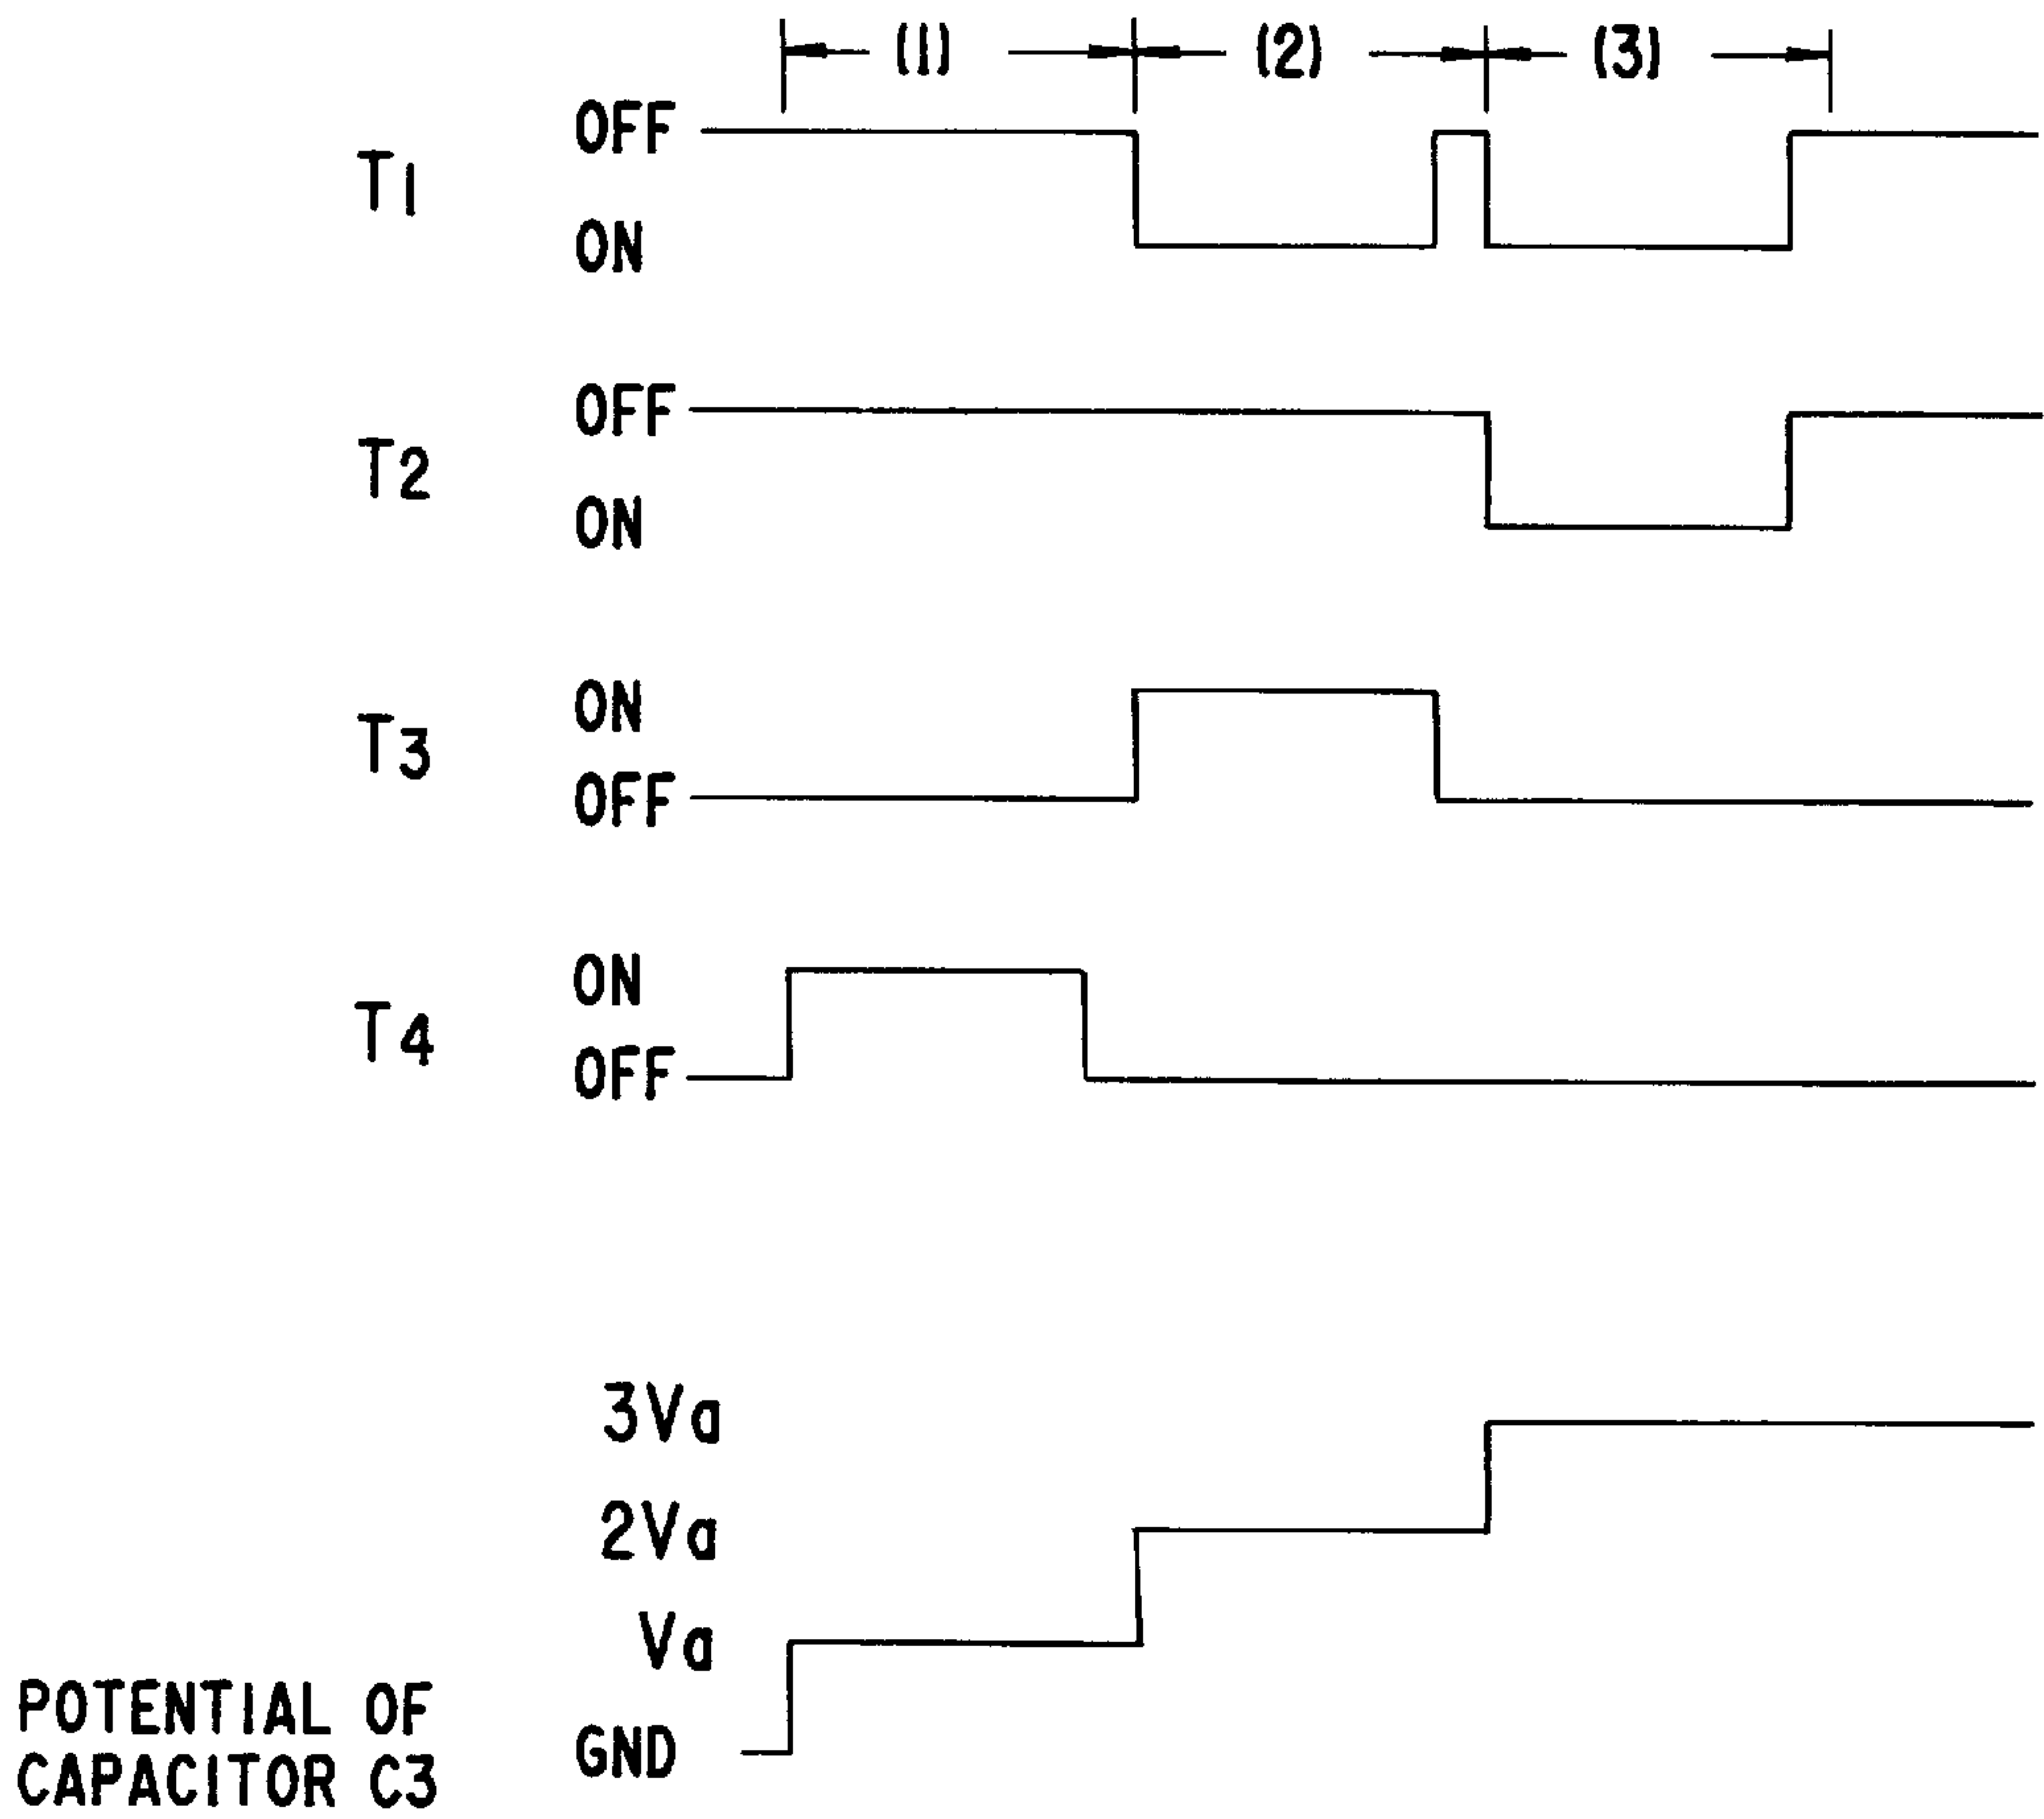 (1) (2) (3)
OFF
T1
ON
OFF
T2
ON
ON
T3
OFF
ON
T4
OFF
3Va
2Va
Va
POTENTIAL OF
CAPACITOR C3
GND